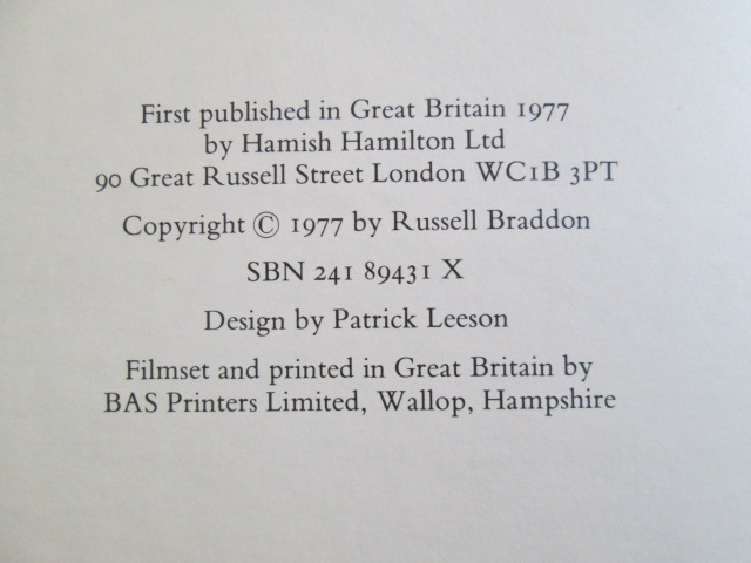 First published in Great Britain 1977
by Hamish Hamilton Ltd
90 Great Russell Street London WC1B 3PT
Copyright © 1977 by Russell Braddon
SBN 241 89431 X
Design by Patrick Leeson
Filmset and printed in Great Britain by
BAS Printers Limited, Wallop, Hampshire